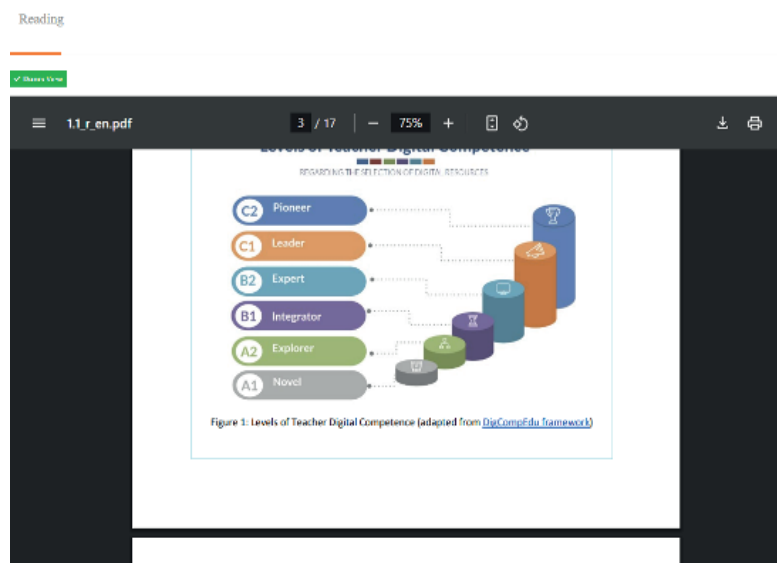 Reading
1.1_r_en.pdf
3 / 17
75%
Levels of Teacher Digital Competence
REGARDING THE SELECTION OF DIGITAL RESOURCES
C2 Pioneer
C1 Leader
B2 Expert
B1 Integrator
A2 Explorer
A1 Novel
Figure 1: Levels of Teacher Digital Competence (adapted from DigCompEdu framework)